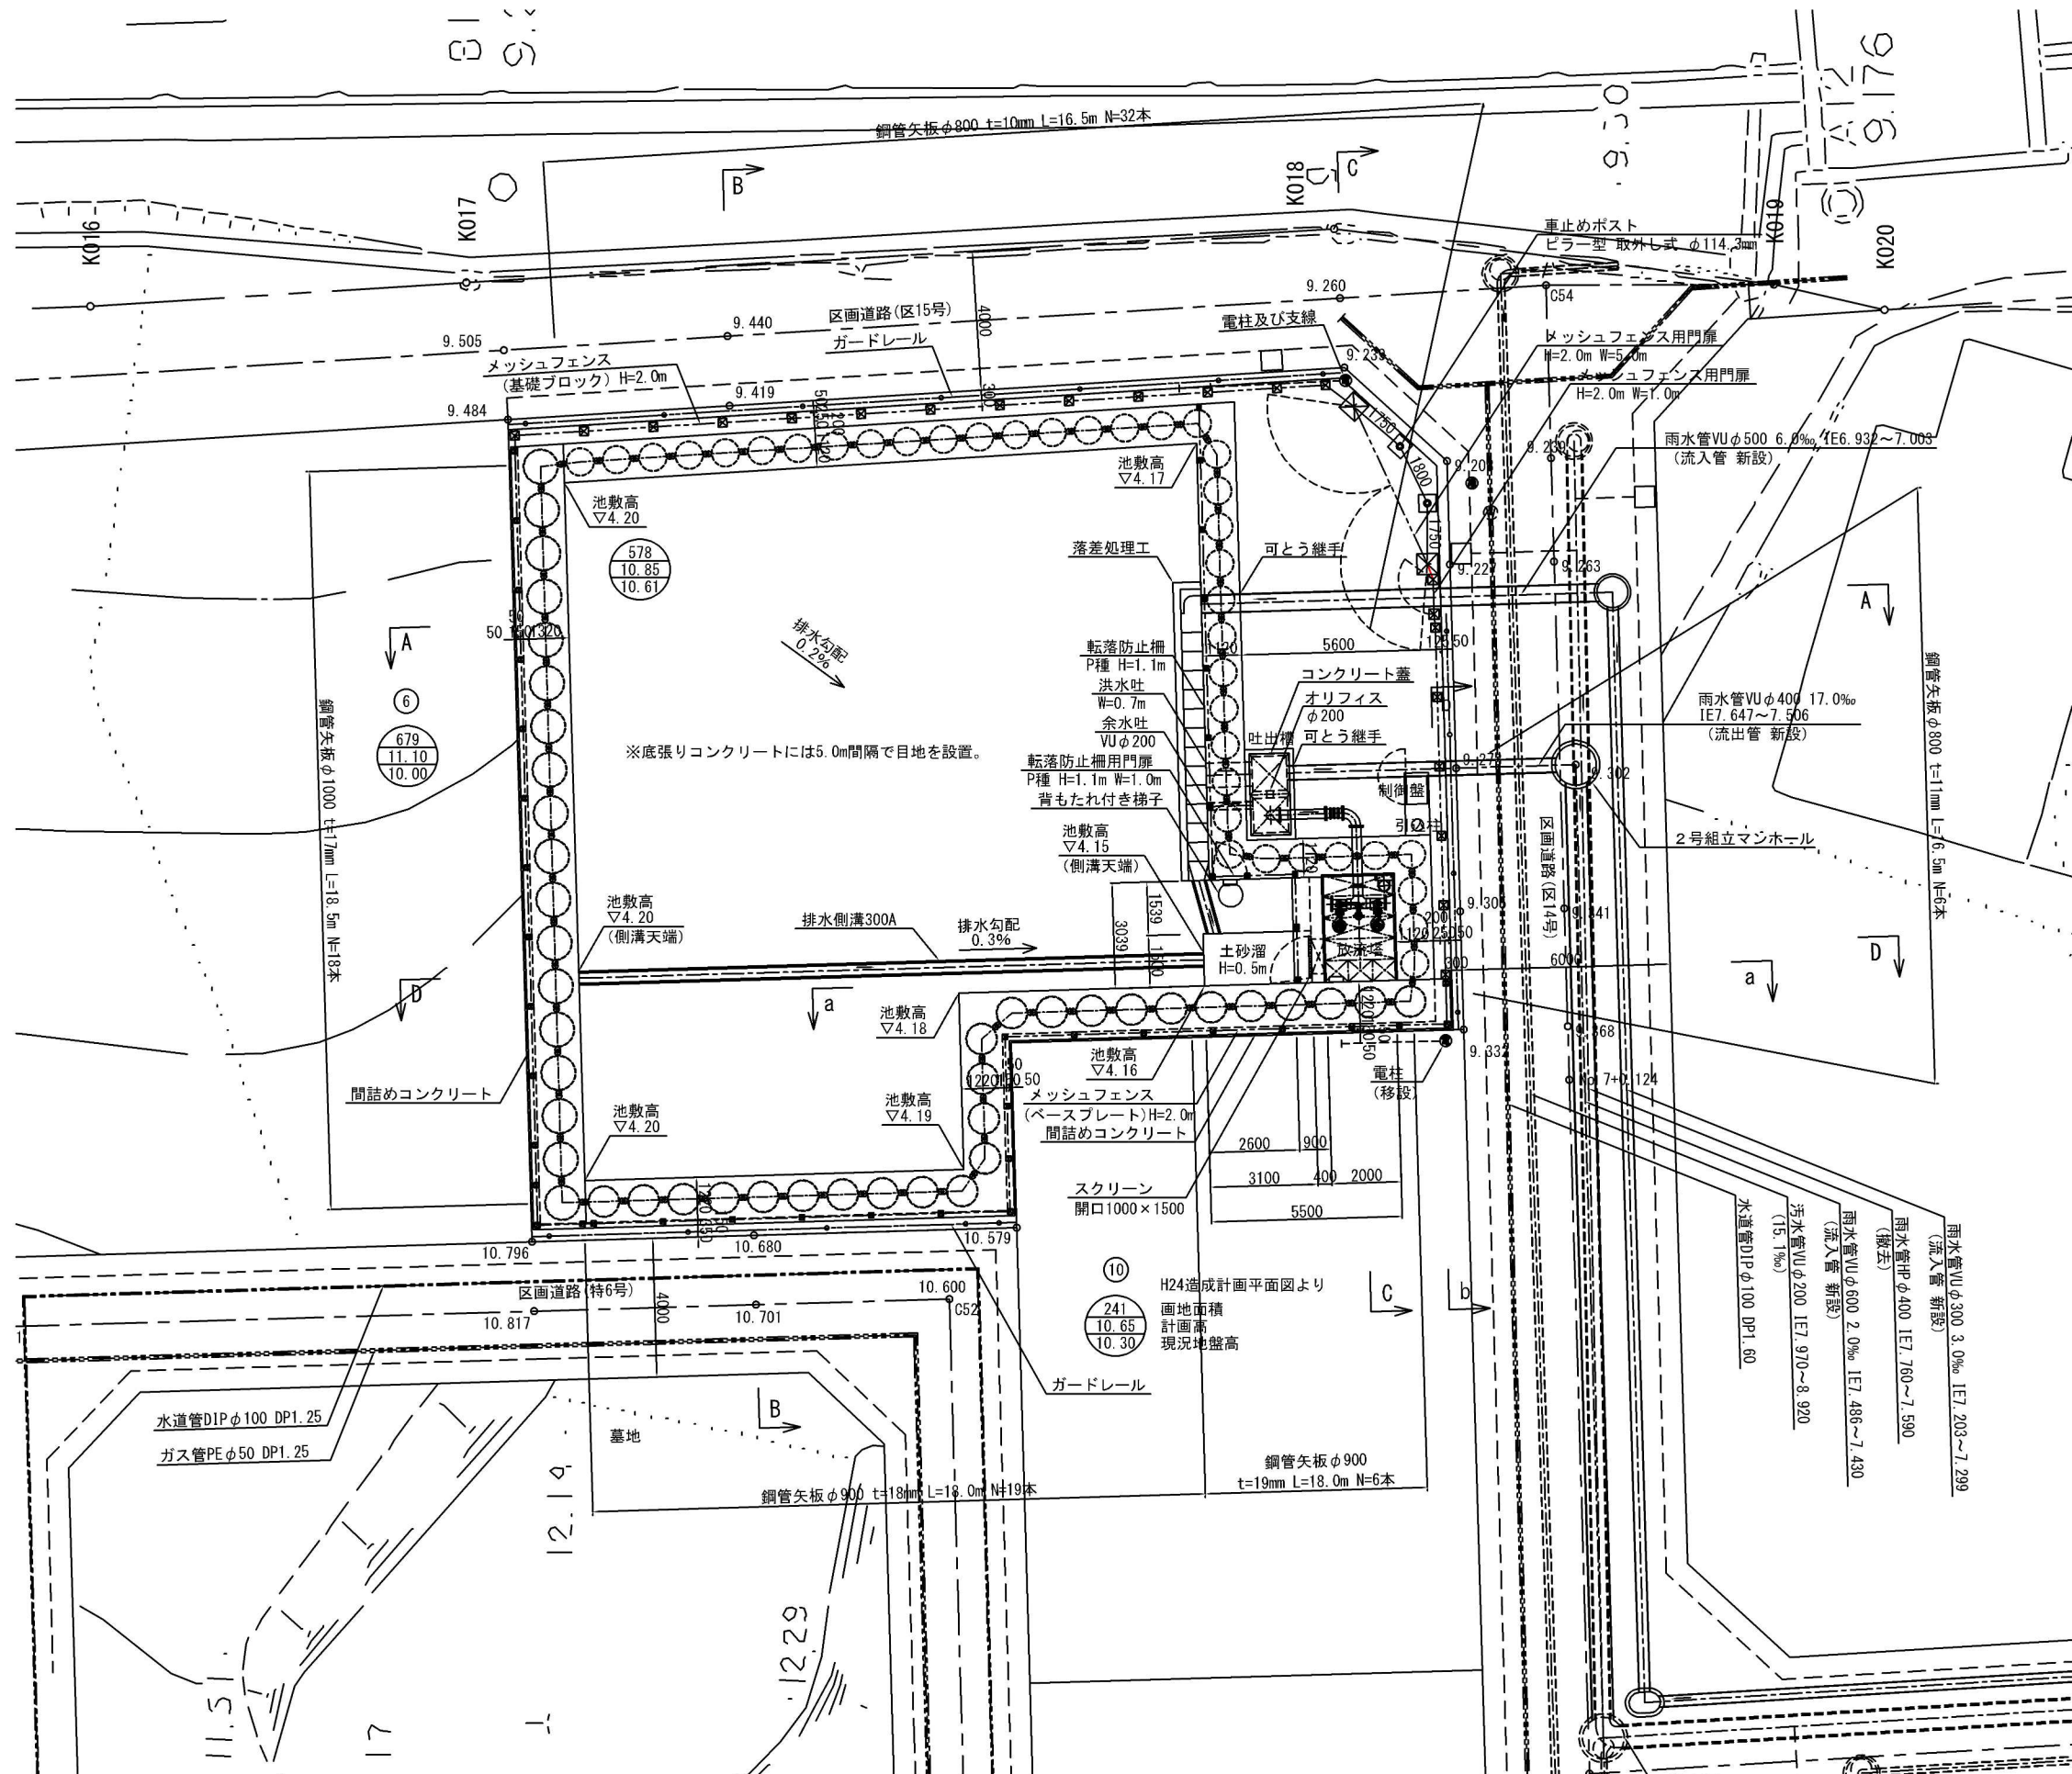 鋼管矢板φ800 t=10mm L=16.5m N=32本
B
C
K016
K017
K018
K019
K020
9.176
車止めポスト
ピラー型 取外し式 φ114.3mm
C54
9.260
9.440
9.505
区画道路(区15号)
ガードレール
4000
300
電柱及び支線
メッシュフェンス
(基礎ブロック) H=2.0m
メッシュフェンス用門扉
H=2.0m W=5.0m
メッシュフェンス用門扉
H=2.0m W=1.0m
9.484
9.419
1750
1800
1750
雨水管VUφ500 6.0‰ IE6.932~7.003
(流入管 新設)
池敷高
▽4.17
池敷高
▽4.20
578
10.85
10.61
落差処理工
可とう継手
9.227
9.263
A
A
排水勾配
0.2%
5600
転落防止柵
P種 H=1.1m
コンクリート蓋
洪水吐
W=0.7m
オリフィス
φ200
余水吐
VUφ200
吐出槽
可とう継手
転落防止柵用門扉
P種 H=1.1m W=1.0m
背もたれ付き梯子
制御盤
引込柱
雨水管VUφ400 17.0‰
IE7.647~7.506
(流出管 新設)
9.302
6
679
11.10
10.00
※底張りコンクリートには5.0m間隔で目地を設置。
鋼管矢板φ1000 t=17mm L=18.5m N=18本
鋼管矢板φ800 t=11mm L=16.5m N=6本
2号組立マンホール
区画道路(区14号)
池敷高
▽4.15
(側溝天端)
池敷高
▽4.20
(側溝天端)
排水側溝300A
排水勾配
0.3%
1539
3039
1500
土砂溜
H=0.5m
放流塔
300
6000
D
D
a
a
池敷高
▽4.18
池敷高
▽4.16
9.332
9.368
電柱
(移設)
間詰めコンクリート
池敷高
▽4.20
池敷高
▽4.19
メッシュフェンス
(ベースプレート)H=2.0m
間詰めコンクリート
2600
900
3100
400
2000
5500
スクリーン
開口1000×1500
10.796
10.680
10.579
区画道路(特6号)
4000
10.600
C52
10.817
10.701
10
241
10.65
10.30
H24造成計画平面図より
画地面積
計画高
現況地盤高
C
b
ガードレール
B
水道管DIPφ100 DP1.25
ガス管PEφ50 DP1.25
墓地
鋼管矢板φ900 t=18mm L=18.0m N=19本
鋼管矢板φ900
t=19mm L=18.0m N=6本
水道管DIPφ100 DP1.60
汚水管VUφ200 IE7.970~8.920
(15.1‰)
雨水管VUφ600 2.0‰ IE7.486~7.430
(流入管 新設)
雨水管HPφ400 IE7.760~7.590
(撤去)
雨水管VUφ300 3.0‰ IE7.203~7.299
(流入管 新設)
12.19
12.29
11.31
17